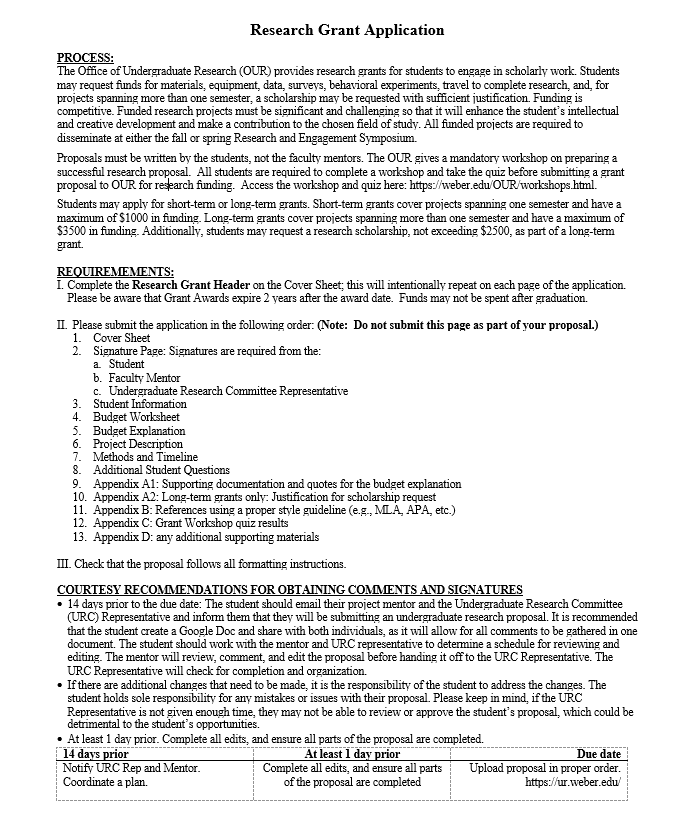 Research Grant Application
PROCESS:
The Office of Undergraduate Research (OUR) provides research grants for students to engage in scholarly work. Students
may request funds for materials, equipment, data, surveys, behavioral experiments, travel to complete research, and, for
projects spanning more than one semester, a scholarship may be requested with sufficient justification. Funding is
competitive. Funded research projects must be significant and challenging so that it will enhance the student's intellectual
and creative development and make a contribution to the chosen field of study. All funded projects are required to
disseminate at either the fall or spring Research and Engagement Symposium.
Proposals must be written by the students, not the faculty mentors. The OUR gives a mandatory workshop on preparing a
successful research proposal. All students are required to complete a workshop and take the quiz before submitting a grant
proposal to OUR for research funding. Access the workshop and quiz here: https://weber.edu/OUR/workshops.html.
Students may apply for short-term or long-term grants. Short-term grants cover projects spanning one semester and have a
maximum of $1000 in funding. Long-term grants cover projects spanning more than one semester and have a maximum of
$3500 in funding. Additionally, students may request a research scholarship, not exceeding $2500, as part of a long-term
grant.
REQUIREMEMENTS:
I. Complete the Research Grant Header on the Cover Sheet; this will intentionally repeat on each page of the application.
Please be aware that Grant Awards expire 2 years after the award date. Funds may not be spent after graduation.
II. Please submit the application in the following order: (Note: Do not submit this page as part of your proposal.)
1. Cover Sheet
2. Signature Page: Signatures are required from the:
a. Student
b. Faculty Mentor
c. Undergraduate Research Committee Representative
3. Student Information
4. Budget Worksheet
5. Budget Explanation
6. Project Description
7. Methods and Timeline
8. Additional Student Questions
9. Appendix A1: Supporting documentation and quotes for the budget explanation
10. Appendix A2: Long-term grants only: Justification for scholarship request
11. Appendix B: References using a proper style guideline (e.g., MLA, APA, etc.)
12. Appendix C: Grant Workshop quiz results
13. Appendix D: any additional supporting materials
III. Check that the proposal follows all formatting instructions.
COURTESY RECOMMENDATIONS FOR OBTAINING COMMENTS AND SIGNATURES
• 14 days prior to the due date: The student should email their project mentor and the Undergraduate Research Committee
(URC) Representative and inform them that they will be submitting an undergraduate research proposal. It is recommended
that the student create a Google Doc and share with both individuals, as it will allow for all comments to be gathered in one
document. The student should work with the mentor and URC representative to determine a schedule for reviewing and
editing. The mentor will review, comment, and edit the proposal before handing it off to the URC Representative. The
URC Representative will check for completion and organization.
• If there are additional changes that need to be made, it is the responsibility of the student to address the changes. The
student holds sole responsibility for any mistakes or issues with their proposal. Please keep in mind, if the URC
Representative is not given enough time, they may not be able to review or approve the student's proposal, which could be
detrimental to the student's opportunities.
• At least 1 day prior. Complete all edits, and ensure all parts of the proposal are completed.
14 days prior At least 1 day prior Due date
Notify URC Rep and Mentor. Complete all edits, and ensure all parts Upload proposal in proper order.
Coordinate a plan. of the proposal are completed https://ur.weber.edu/